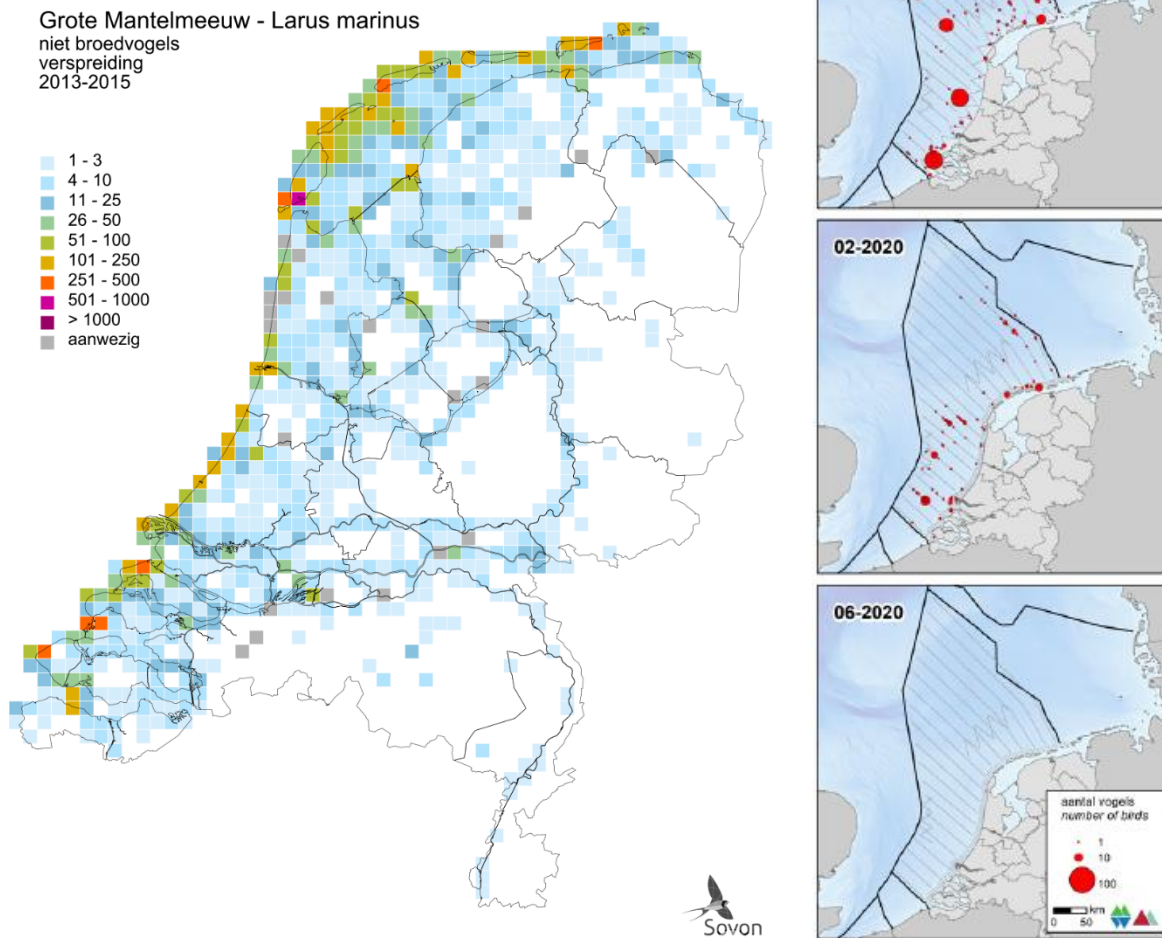 Grote Mantelmeeuw - Larus marinus
niet broedvogels
verspreiding
2013-2015
1 - 3
4 - 10
11 - 25
26 - 50
51 - 100
101 - 250
251 - 500
501 - 1000
> 1000
aanwezig
Sovon
02-2020
06-2020
aantal vogels
number of birds
1
10
100
km
0 50